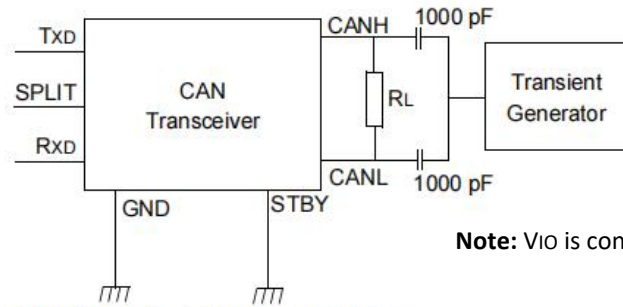 TXD
SPLIT
RXD
CAN
Transceiver
CANH
1000 pF
RL
CANL
1000 pF
Transient
Generator
GND
STBY
Note: VIO is con